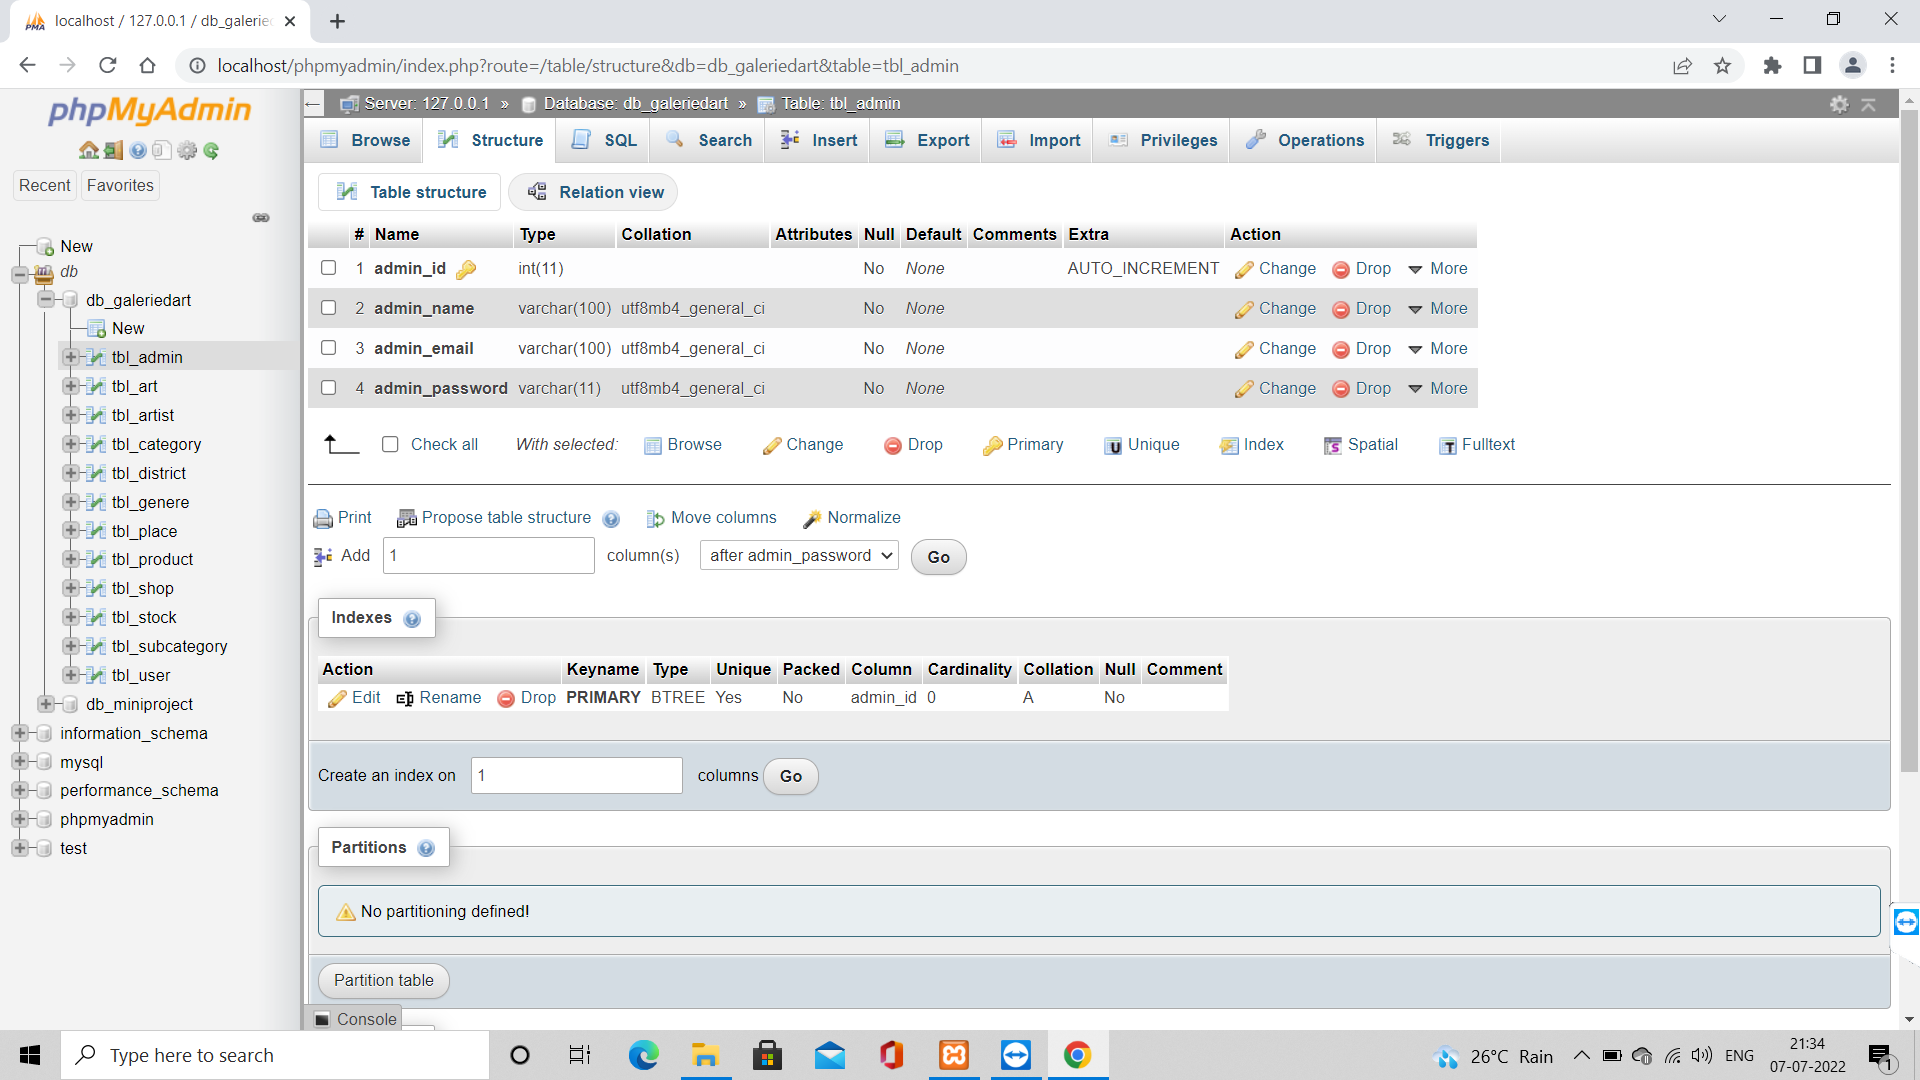 localhost / 127.0.0.1 / db_galerie
localhost/phpmyadmin/index.php?route=/table/structure&db=db_galeriedart&table=tbl_admin
phpMyAdmin
Recent Favorites
New
db
db_galeriedart
New
tbl_admin
tbl_art
tbl_artist
tbl_category
tbl_district
tbl_genere
tbl_place
tbl_product
tbl_shop
tbl_stock
tbl_subcategory
tbl_user
db_miniproject
information_schema
mysql
performance_schema
phpmyadmin
test
Server: 127.0.0.1 » Database: db_galeriedart » Table: tbl_admin
Browse Structure SQL Search Insert Export Import Privileges Operations Triggers
Table structure Relation view
# Name Type Collation Attributes Null Default Comments Extra Action
1 admin_id int(11) No None AUTO_INCREMENT Change Drop More
2 admin_name varchar(100) utf8mb4_general_ci No None Change Drop More
3 admin_email varchar(100) utf8mb4_general_ci No None Change Drop More
4 admin_password varchar(11) utf8mb4_general_ci No None Change Drop More
Check all With selected: Browse Change Drop Primary Unique Index Spatial Fulltext
Print Propose table structure Move columns Normalize
Add 1 column(s) after admin_password Go
Indexes
Action Keyname Type Unique Packed Column Cardinality Collation Null Comment
Edit Rename Drop PRIMARY BTREE Yes No admin_id 0 A No
Create an index on 1 columns Go
Partitions
No partitioning defined!
Partition table
Console
Type here to search
26°C Rain
ENG
21:34
07-07-2022
1